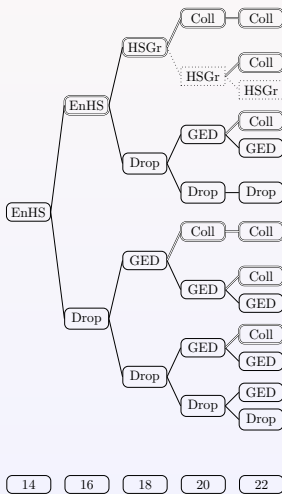 Coll Coll
HSGr
Coll
HSGr
HSGr
EnHS
Coll
GED
GED
Drop
Drop Drop
EnHS
Coll Coll
GED
Coll
GED
GED
Drop
Coll
GED
GED
Drop
GED
Drop
Drop
14 16 18 20 22